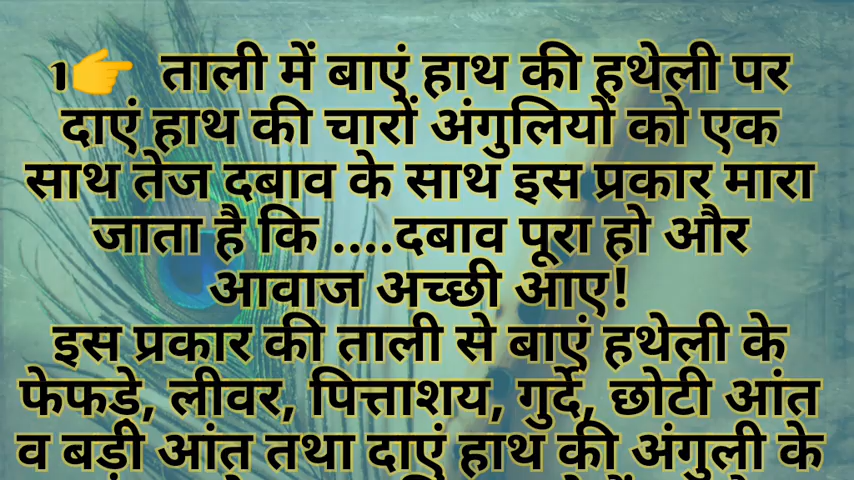 1👉 ताली में बाएं हाथ की हथेली पर
दाएं हाथ की चारों अंगुलियों को एक
साथ तेज दबाव के साथ इस प्रकार मारा
जाता है कि ....दबाव पूरा हो और
आवाज अच्छी आए!
इस प्रकार की ताली से बाएं हथेली के
फेफडे, लीवर, पित्ताशय, गुर्दे, छोटी आंत
व बड़ी आंत तथा दाएं हाथ की अंगुली के